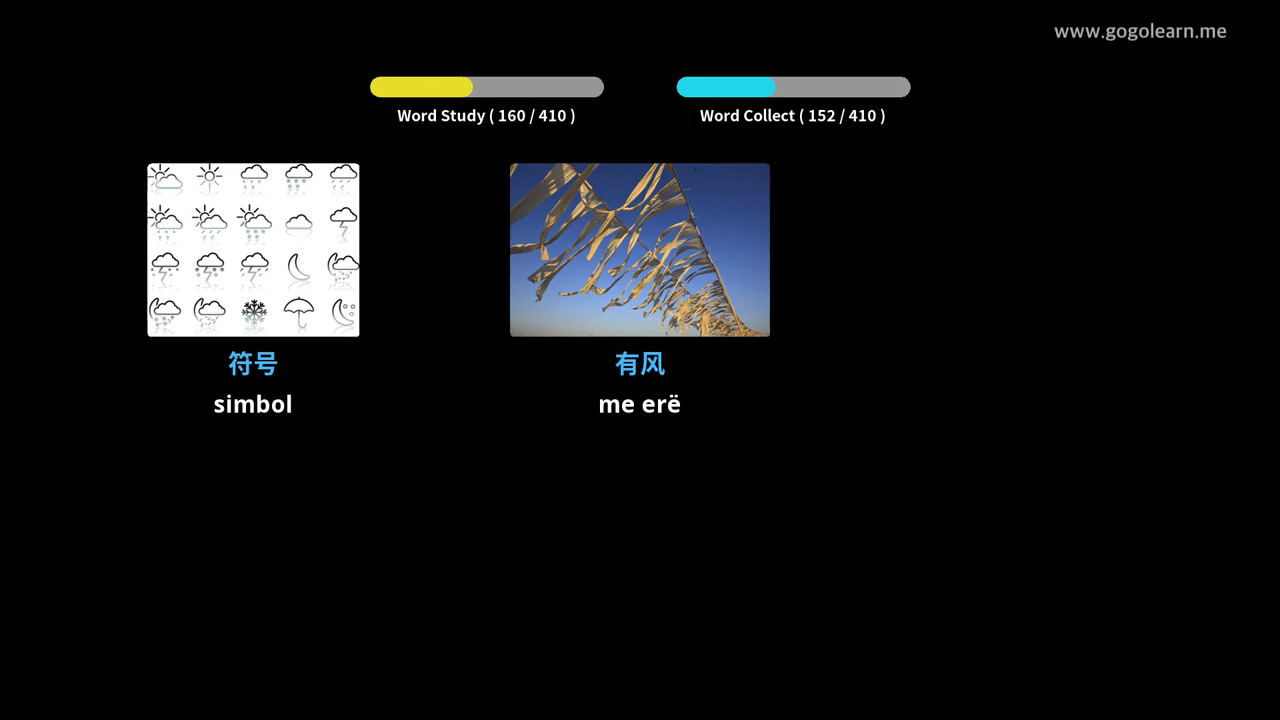 www.gogolearn.me
Word Study ( 160 / 410 )
Word Collect ( 152 / 410 )
符号
simbol
有风
me erë